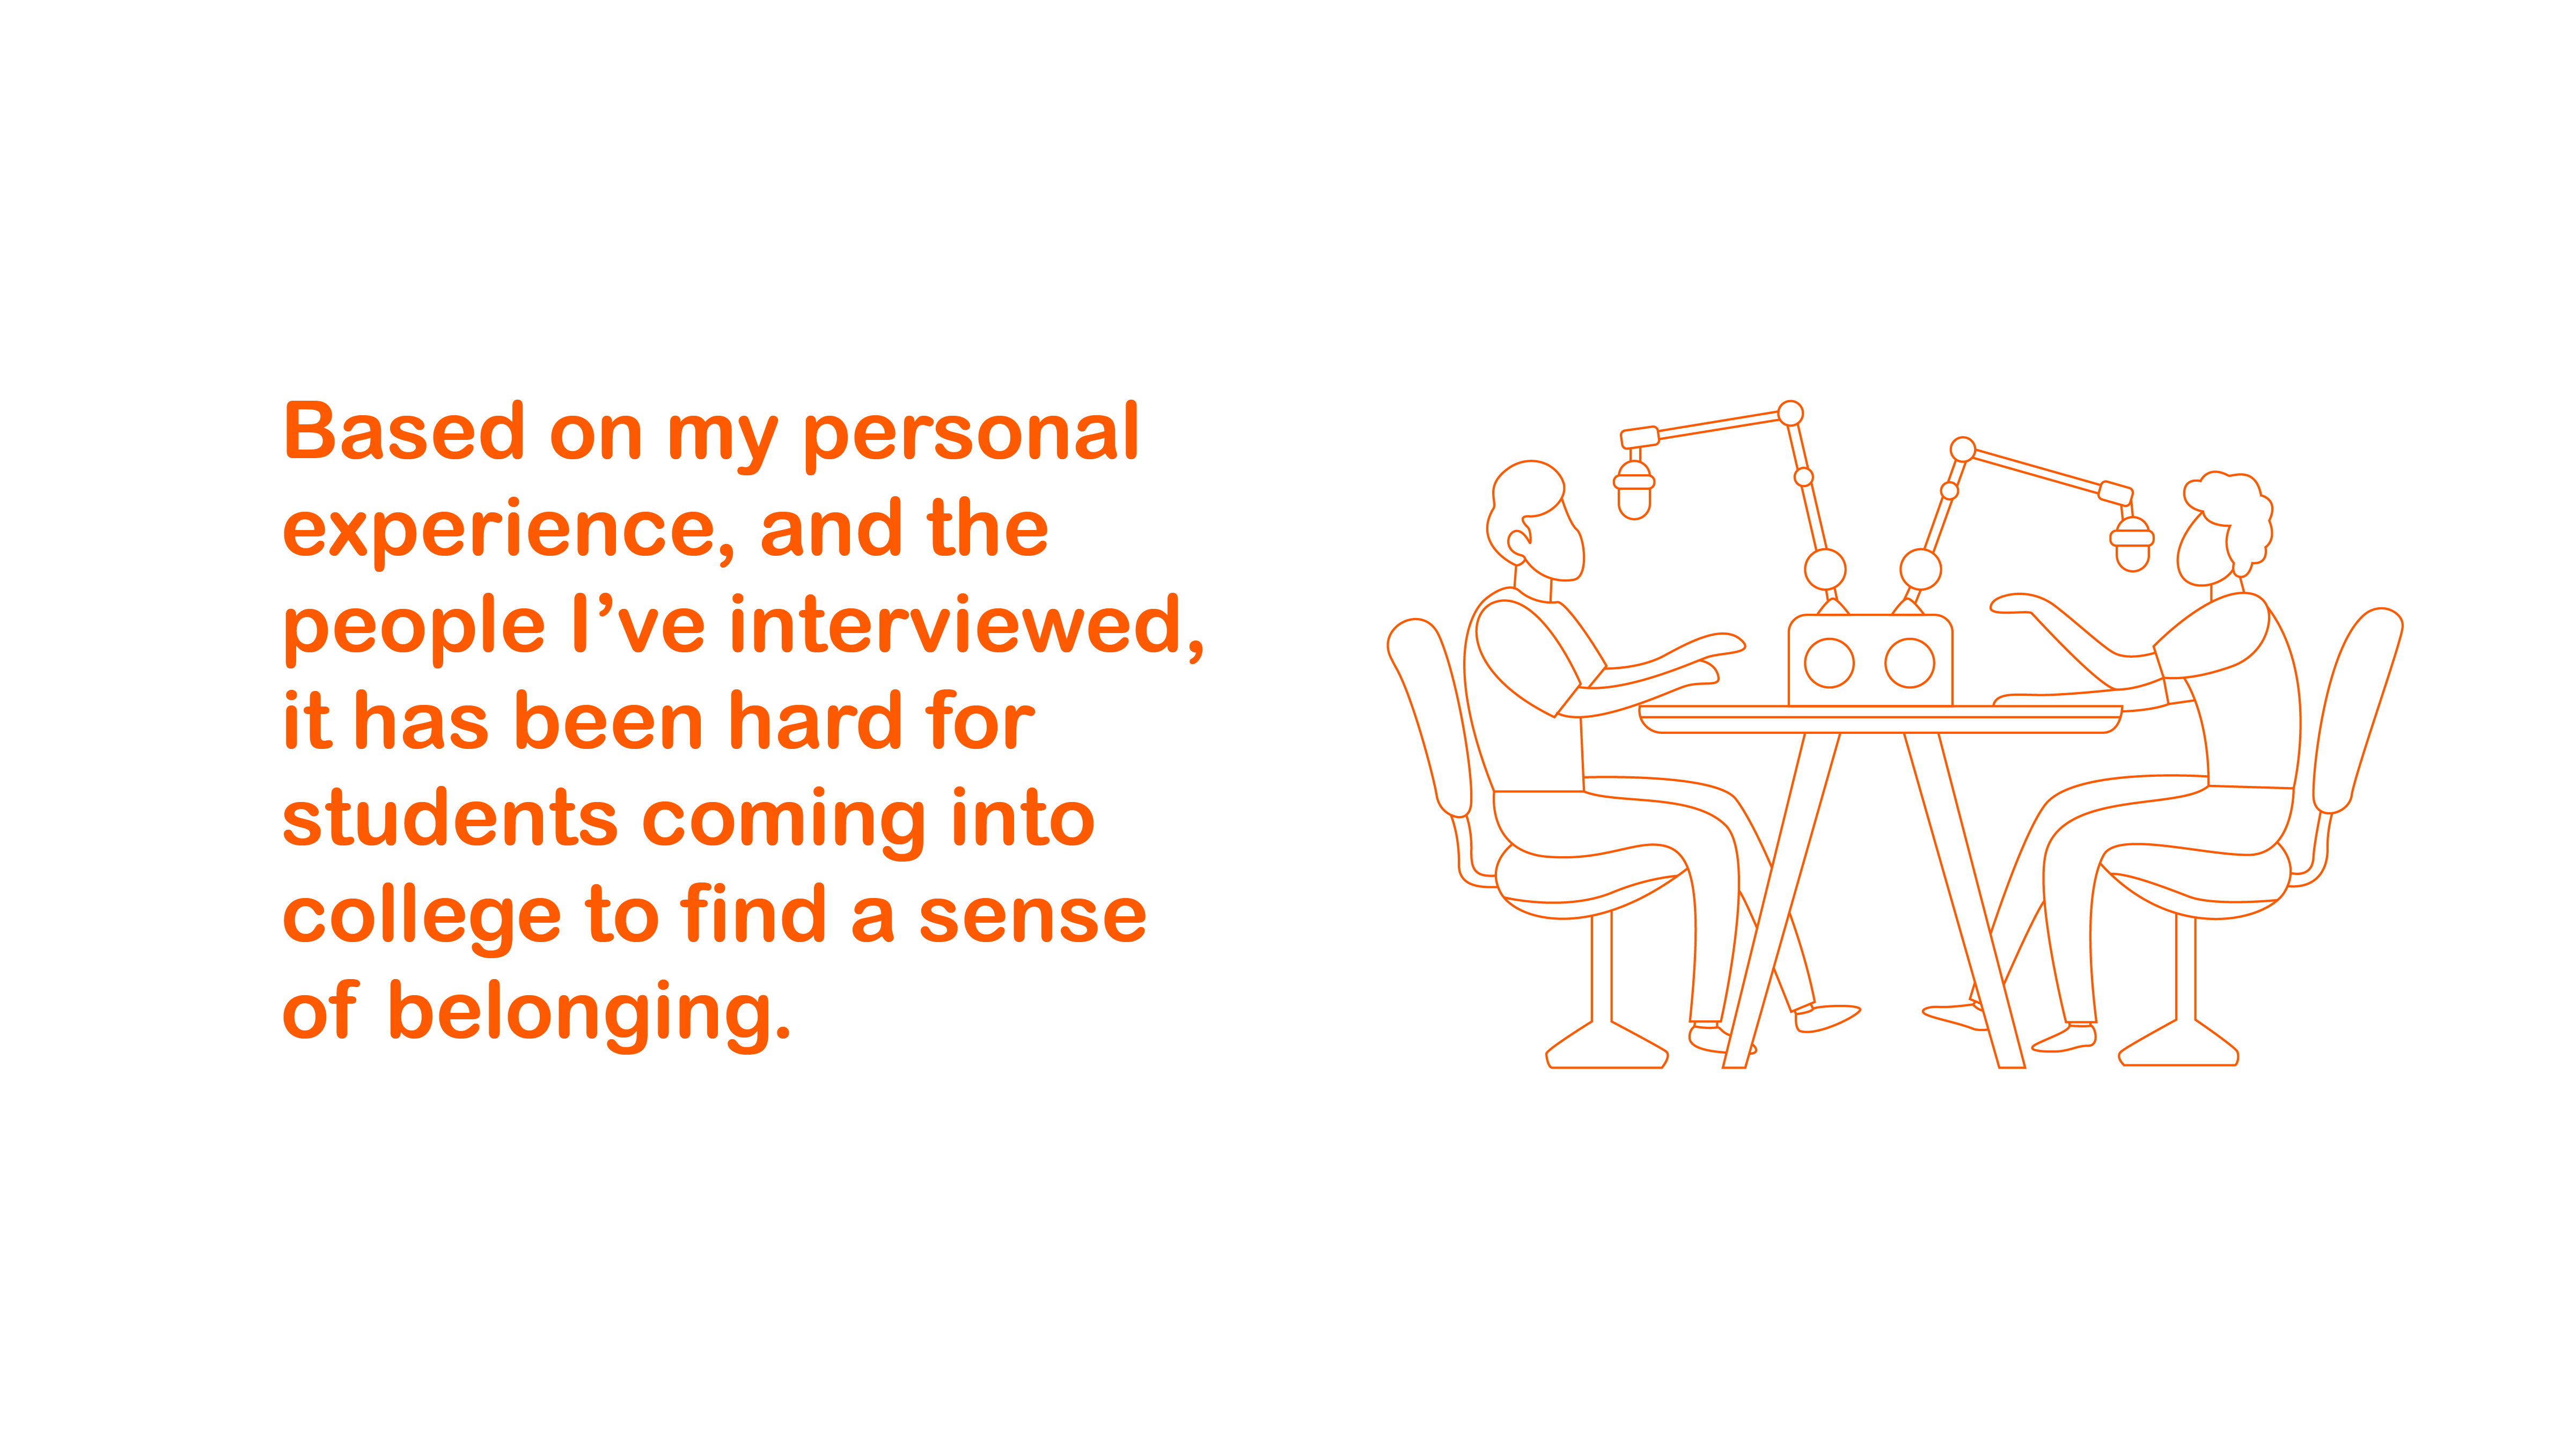 Based on my personal
experience, and the
people I’ve interviewed,
it has been hard for
students coming into
college to find a sense
of belonging.